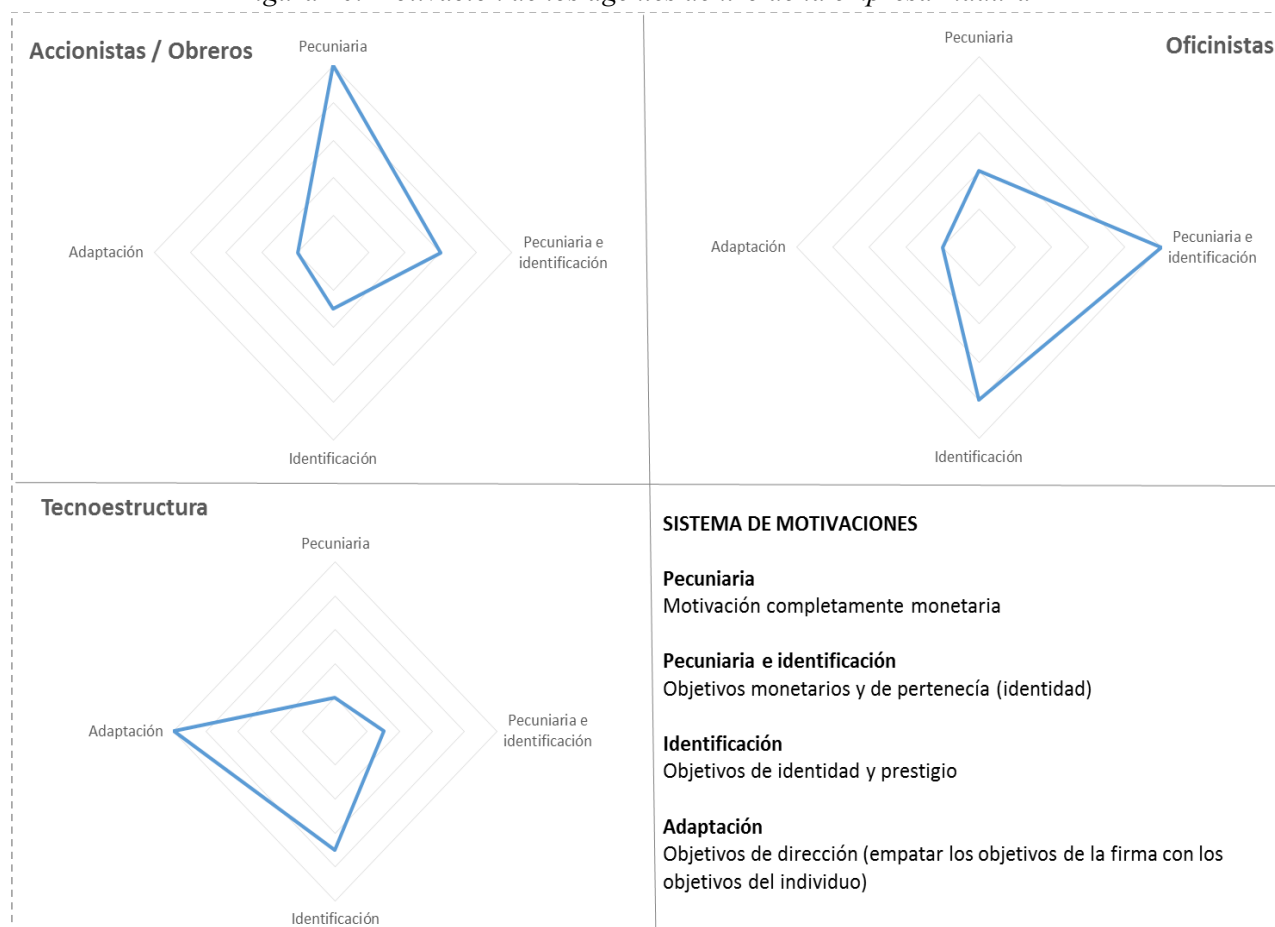 Accionistas / Obreros
Pecuniaria
Adaptación
Pecuniaria e
identificación
Identificación
Oficinistas
Pecuniaria
Adaptación
Pecuniaria e
identificación
Identificación
Tecnoestructura
Pecuniaria
Adaptación
Pecuniaria e
identificación
Identificación
SISTEMA DE MOTIVACIONES
Pecuniaria
Motivación completamente monetaria
Pecuniaria e identificación
Objetivos monetarios y de pertenecía (identidad)
Identificación
Objetivos de identidad y prestigio
Adaptación
Objetivos de dirección (empatar los objetivos de la firma con los
objetivos del individuo)